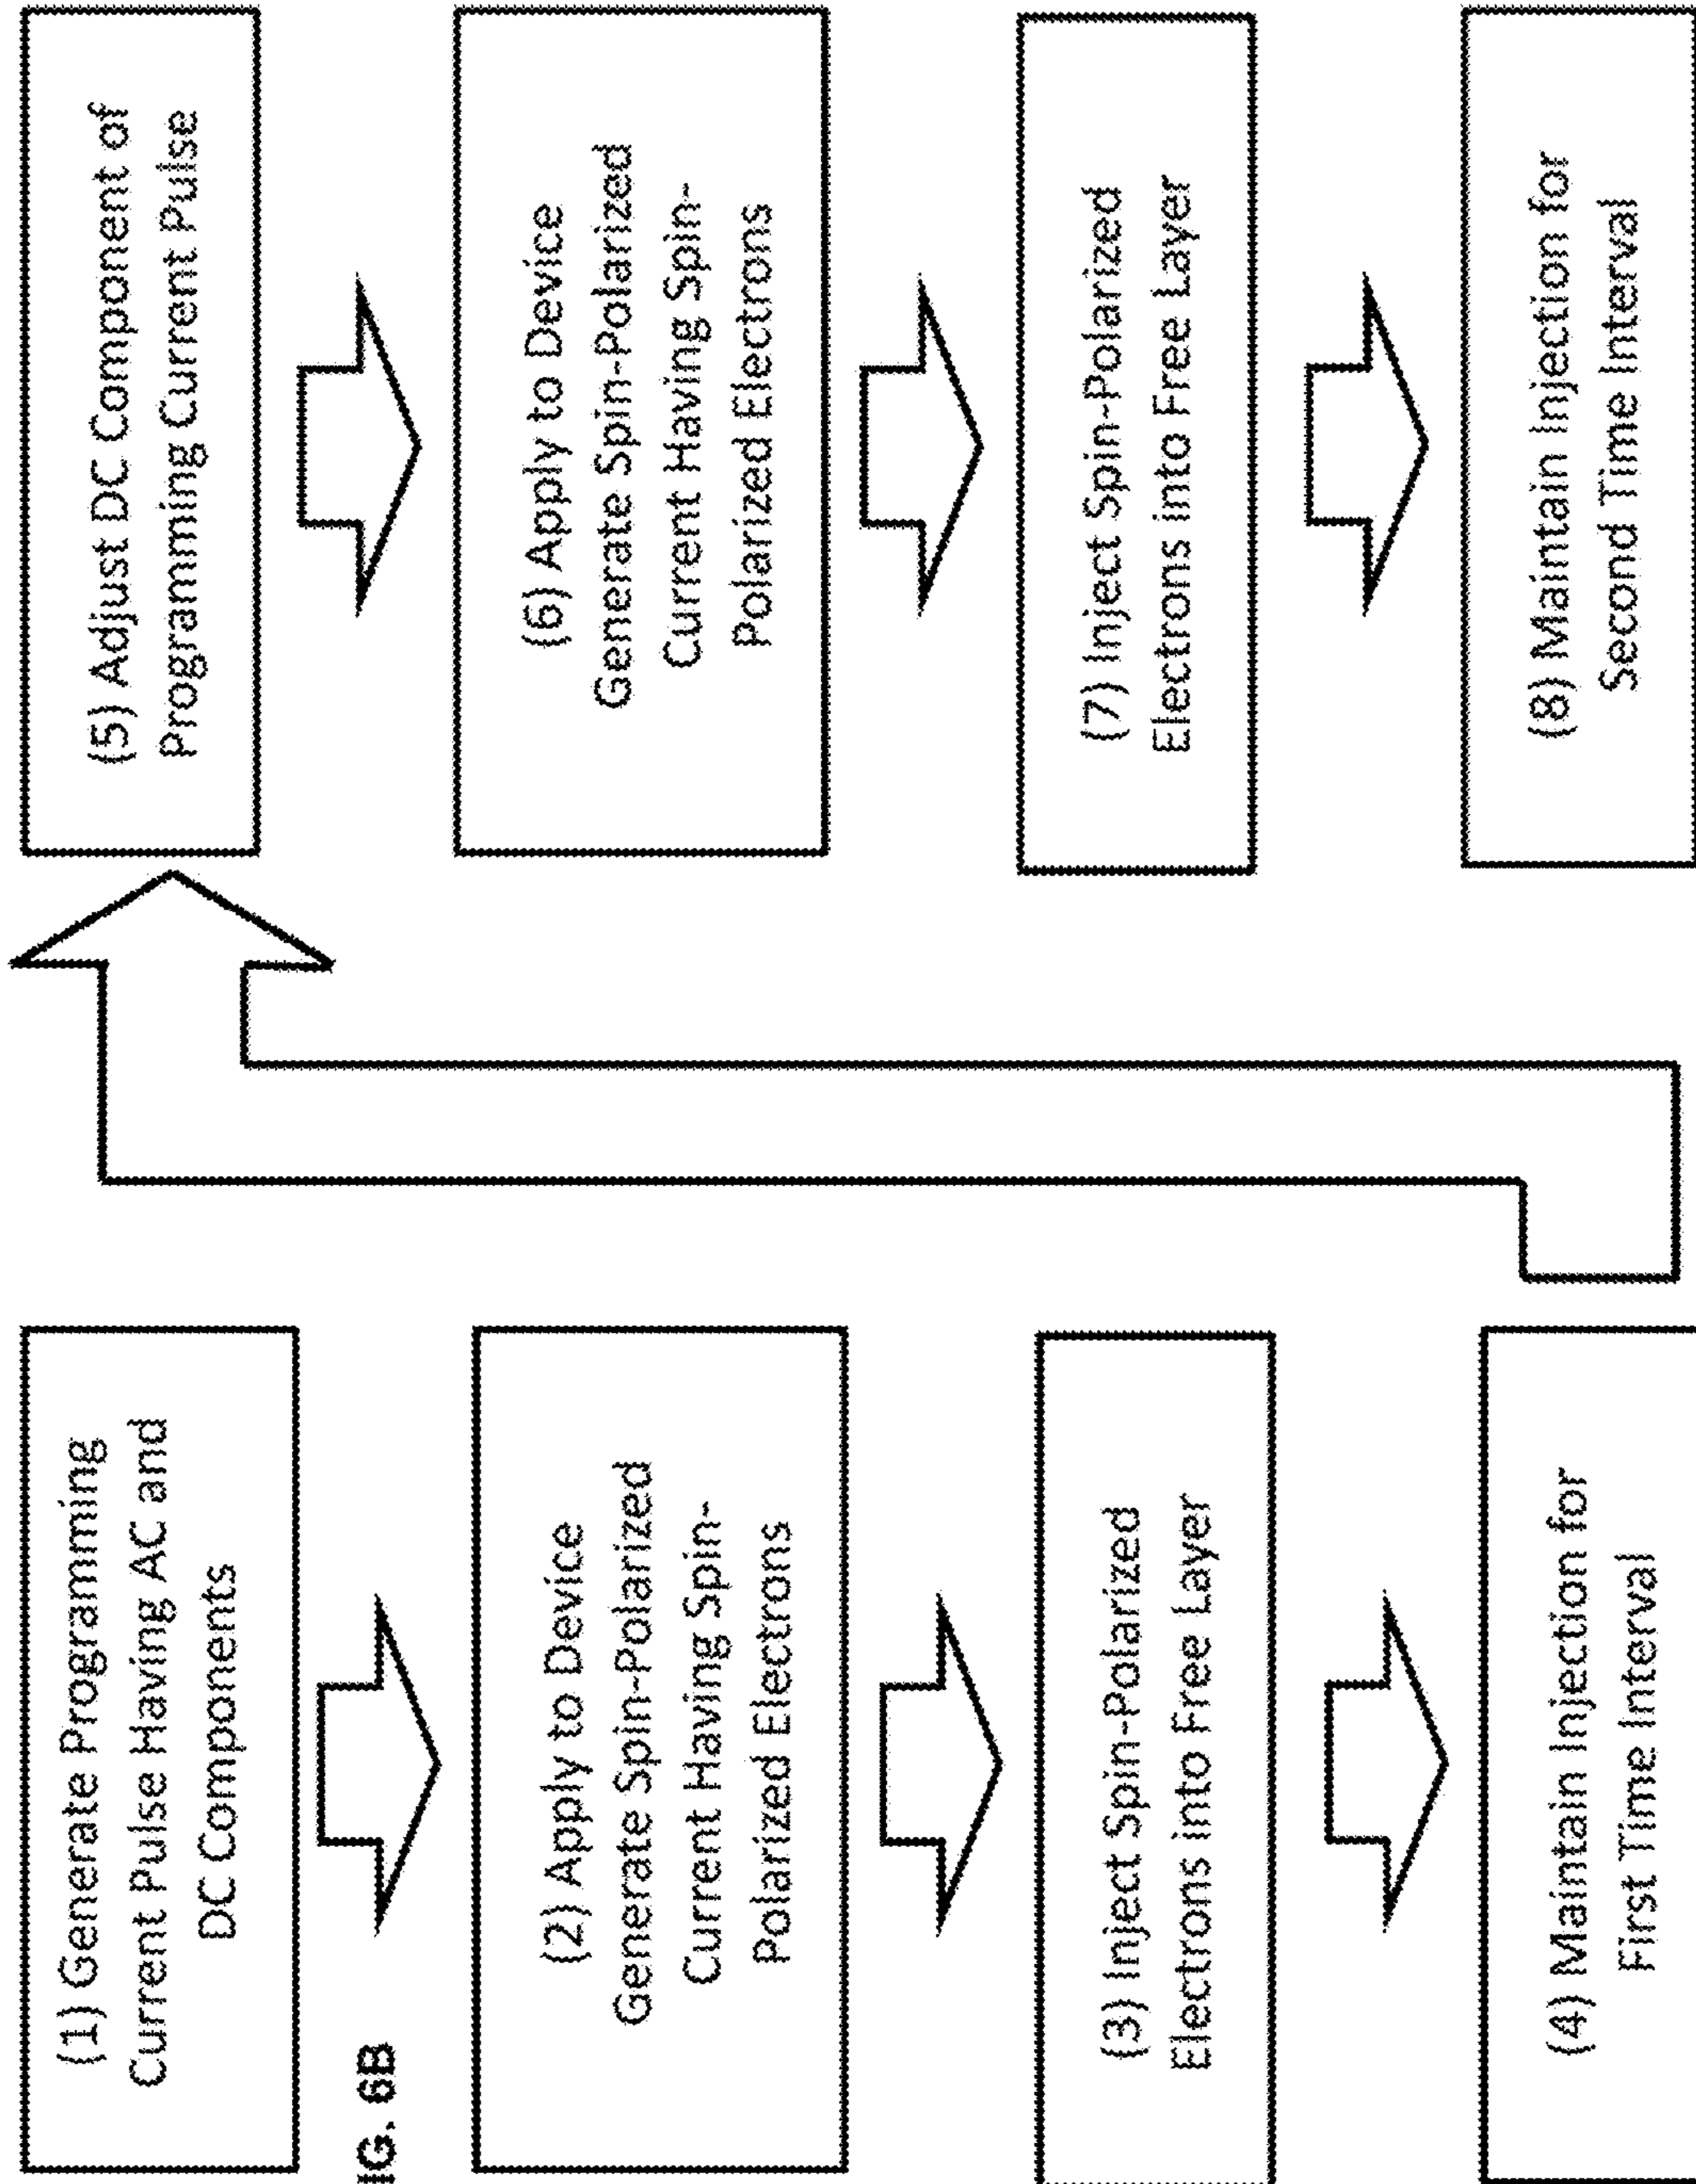 (1) Generate Programming
Current Pulse Having AC and
DC Components
IG. 6B
(2) Apply to Device
Generate Spin-Polarized
Current Having Spin-
Polarized Electrons
(3) Inject Spin-Polarized
Electrons into Free Layer
(4) Maintain Injection for
First Time Interval
(5) Adjust DC Component of
Programming Current Pulse
(6) Apply to Device
Generate Spin-Polarized
Current Having Spin-
Polarized Electrons
(7) Inject Spin-Polarized
Electrons into Free Layer
(8) Maintain Injection for
Second Time Interval